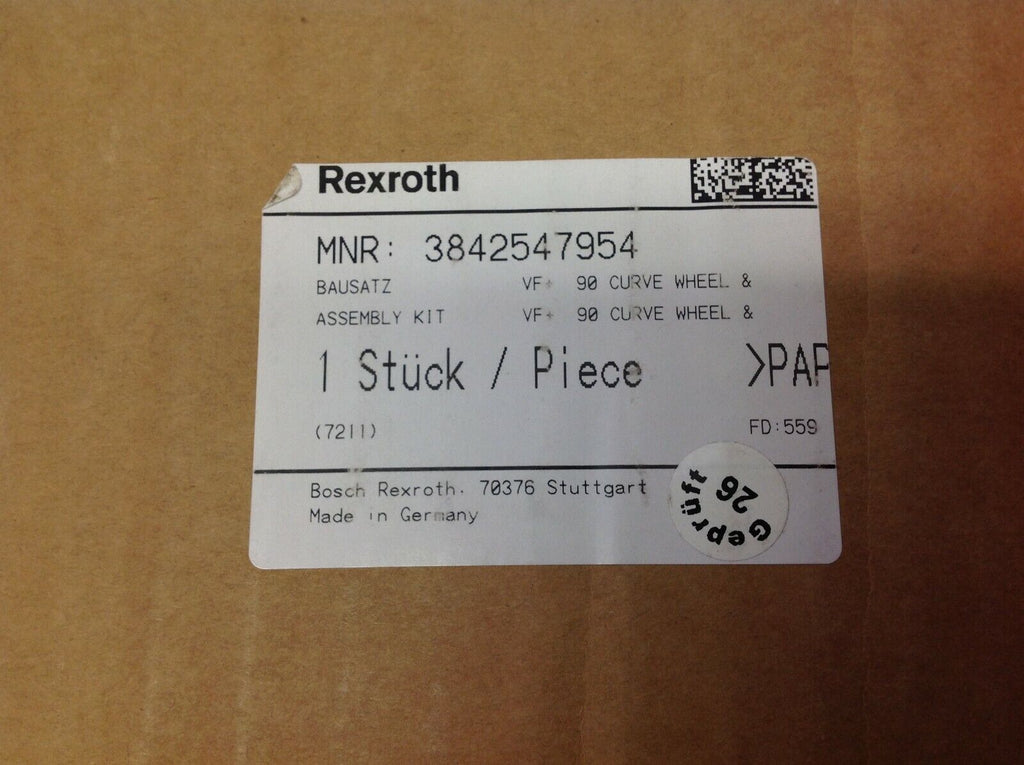 Rexroth
MNR: 3842547954
BAUSATZ VF+ 90 CURVE WHEEL &
ASSEMBLY KIT VF+ 90 CURVE WHEEL &
1 Stück / Piece >PAP
(7211) FD:559
Bosch Rexroth. 70376 Stuttgart
Made in Germany
Geprüft
26